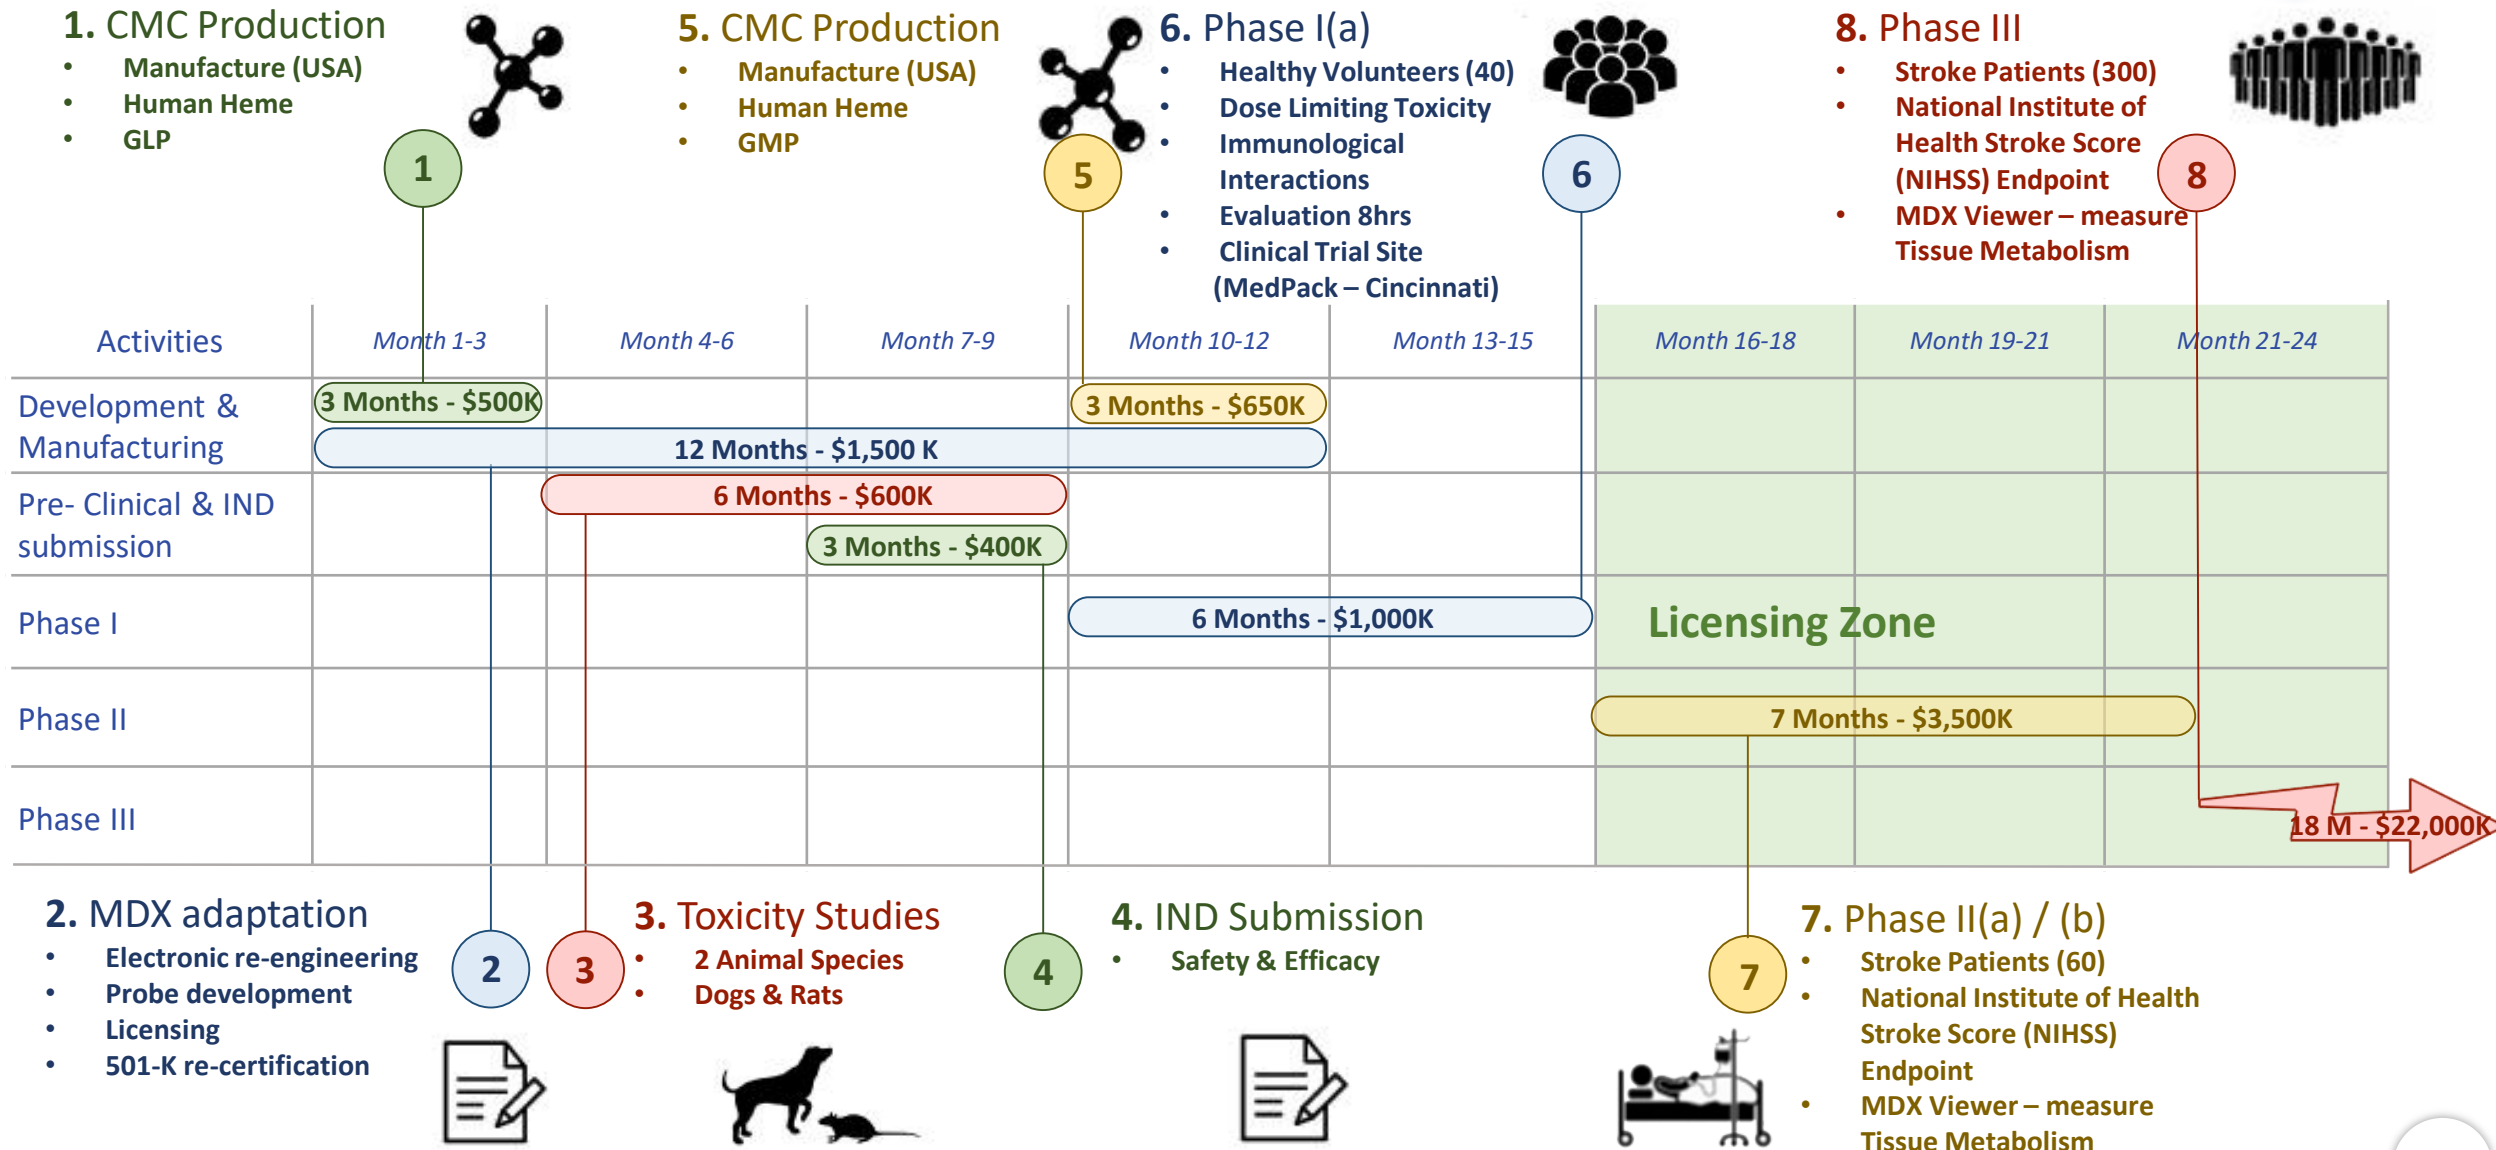 1. CMC Production
• Manufacture (USA)
• Human Heme
• GLP
1
5. CMC Production
• Manufacture (USA)
• Human Heme
• GMP
5
6. Phase I(a)
• Healthy Volunteers (40)
• Dose Limiting Toxicity
• Immunological
Interactions
• Evaluation 8hrs
• Clinical Trial Site
(MedPack – Cincinnati)
6
8. Phase III
• Stroke Patients (300)
• National Institute of
Health Stroke Score
(NIHSS) Endpoint
• MDX Viewer – measure
Tissue Metabolism
8
Activities
Month 1-3
Month 4-6
Month 7-9
Month 10-12
Month 13-15
Month 16-18
Month 19-21
Month 21-24
Development &
Manufacturing
3 Months - $500K
3 Months - $650K
12 Months - $1,500 K
Pre- Clinical & IND
submission
6 Months - $600K
3 Months - $400K
Phase I
6 Months - $1,000K
Licensing Zone
Phase II
7 Months - $3,500K
Phase III
18 M - $22,000K
2. MDX adaptation
• Electronic re-engineering
• Probe development
• Licensing
• 501-K re-certification
2
3
3. Toxicity Studies
• 2 Animal Species
• Dogs & Rats
4
4. IND Submission
• Safety & Efficacy
7
7. Phase II(a) / (b)
• Stroke Patients (60)
• National Institute of Health
Stroke Score (NIHSS)
Endpoint
• MDX Viewer – measure
Tissue Metabolism